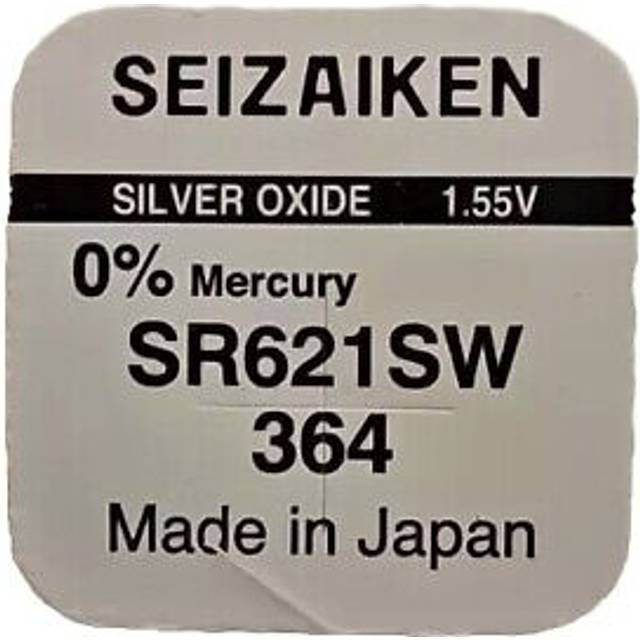 SEIZAIKEN
SILVER OXIDE 1.55V
0% Mercury
SR621SW
364
Made in Japan